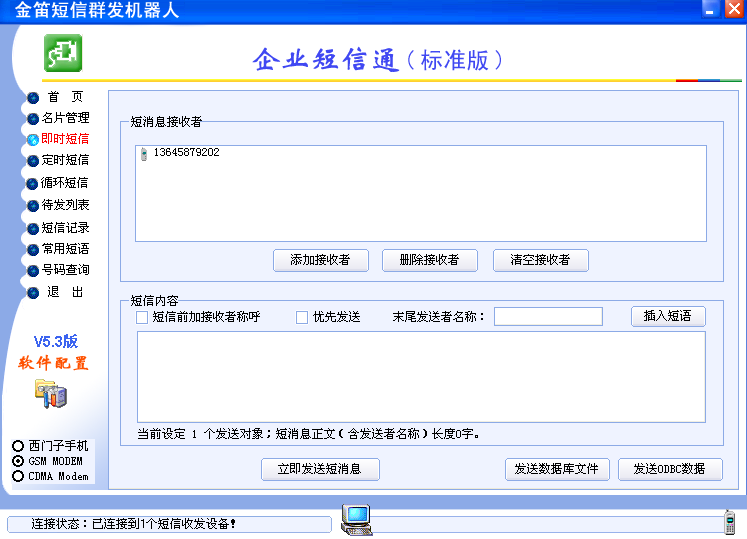 金笛短信群发机器人
企业短信通（标准版）
首 页
名片管理
即时短信
定时短信
循环短信
待发列表
短信记录
常用短语
号码查询
退 出
V5.3版
软件配置
西门子手机
GSM MODEM
CDMA Modem
短消息接收者
13645879202
添加接收者 删除接收者 清空接收者
短信内容
短信前加接收者称呼 优先发送 末尾发送者名称： 插入短语
当前设定 1 个发送对象；短消息正文（含发送者名称）长度0字。
立即发送短消息 发送数据库文件 发送ODBC数据
连接状态：已连接到1个短信收发设备！